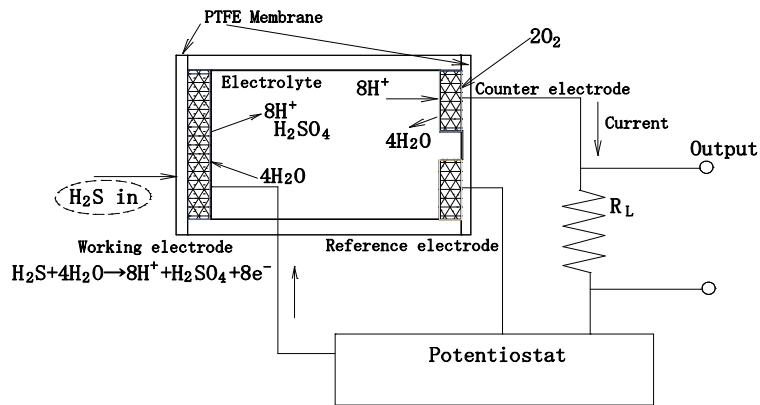 PTFE Membrane
2O₂
Electrolyte
8H⁺
Counter electrode
8H⁺
H₂SO₄
4H₂O
Current
Output
4H₂O
H₂S in
R_L
Working electrode
Reference electrode
H₂S+4H₂O→8H⁺+H₂SO₄+8e⁻
Potentiostat